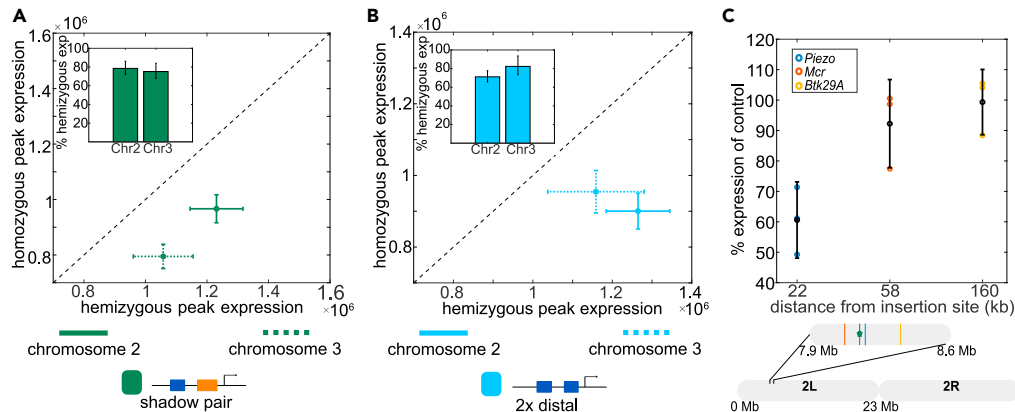 A
×10⁶
homozygous peak expression
1.6
1.4
1.2
1
0.8
% hemizygous exp
100
80
60
40
20
Chr2 Chr3
0.8 1 1.2 1.4 1.6
hemizygous peak expression ×10⁶
chromosome 2
chromosome 3
shadow pair
B
×10⁶
homozygous peak expression
1.4
1.2
1
0.8
% hemizygous exp
100
80
60
40
20
Chr2 Chr3
0.8 1 1.2 1.4
hemizygous peak expression ×10⁶
chromosome 2
chromosome 3
2x distal
C
% expression of control
120
110
100
90
80
70
60
50
40
Piezo
Mcr
Btk29A
22 58 160
distance from insertion site (kb)
7.9 Mb 8.6 Mb
2L 2R
0 Mb 23 Mb